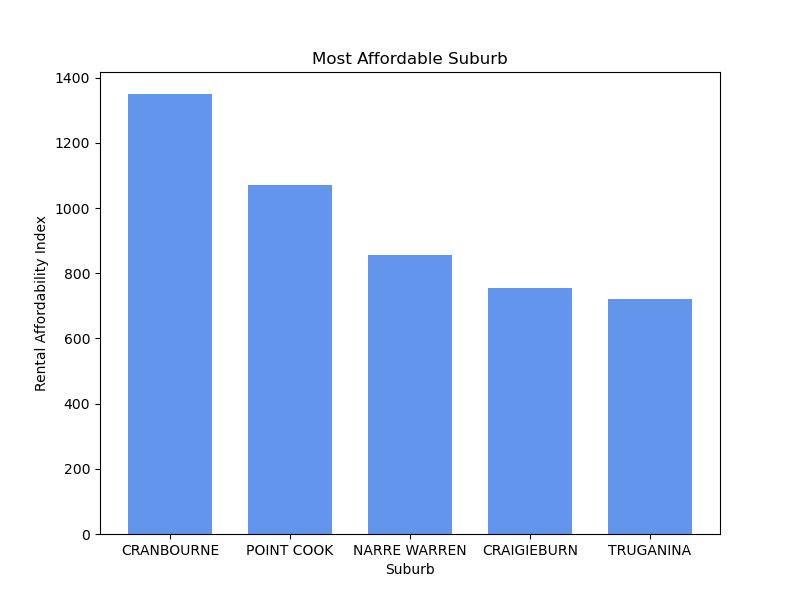 Most Affordable Suburb
Rental Affordability Index
1400
1200
1000
800
600
400
200
0
CRANBOURNE POINT COOK NARRE WARREN CRAIGIEBURN TRUGANINA
Suburb